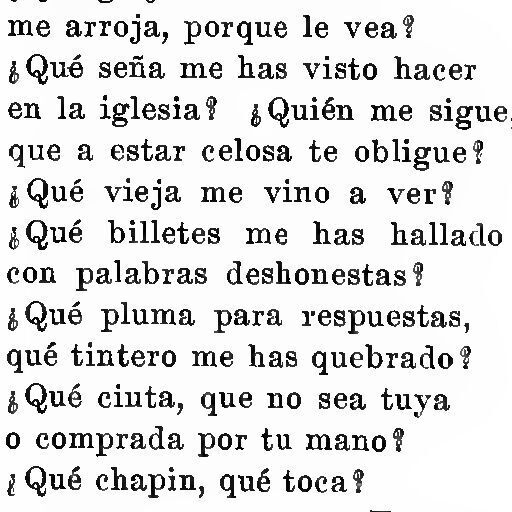 me arroja, porque le vea?
¿Qué seña me has visto hacer
en la iglesia? ¿Quién me sigue,
que a estar celosa te obligue?
¿Qué vieja me vino a ver?
¿Qué billetes me has hallado
con palabras deshonestas?
¿Qué pluma para respuestas,
qué tintero me has quebrado?
¿Qué ciuta, que no sea tuya
o comprada por tu mano?
¿Qué chapin, qué toca?